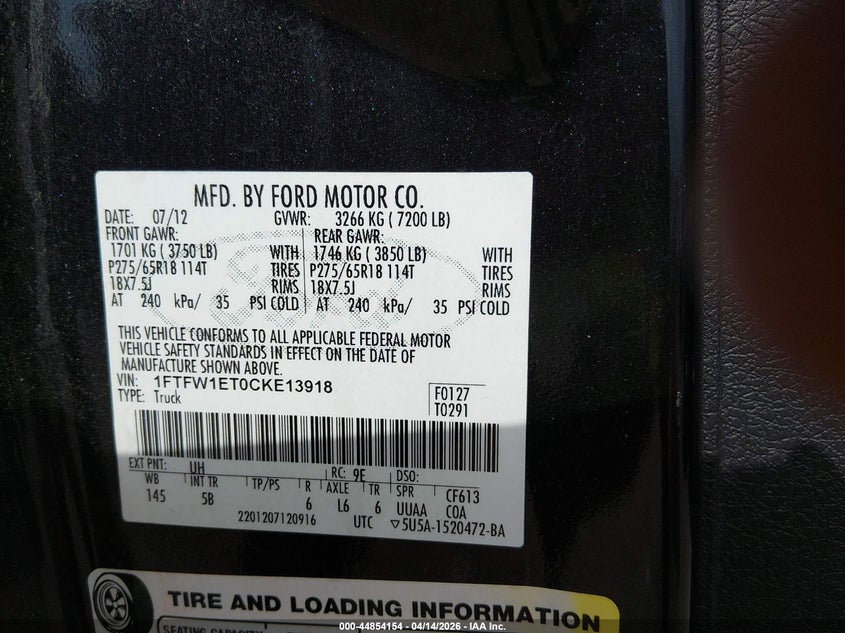 MFD. BY FORD MOTOR CO.
DATE: 07/12 GVWR: 3266 KG ( 7200 LB)
FRONT GAWR: REAR GAWR:
1701 KG ( 3750 LB) WITH 1746 KG ( 3850 LB) WITH
P275/65R18 114T TIRES P275/65R18 114T TIRES
18X7.5J RIMS 18X7.5J RIMS
AT 240 kPa/ 35 PSI COLD AT 240 kPa/ 35 PSI COLD
THIS VEHICLE CONFORMS TO ALL APPLICABLE FEDERAL MOTOR
VEHICLE SAFETY STANDARDS IN EFFECT ON THE DATE OF
MANUFACTURE SHOWN ABOVE.
VIN: 1FTFW1ET0CKE13918
TYPE: Truck
F0127
T0291
EXT PNT: UH RC: 9E DSO:
WB INT TR TP/PS R AXLE TR SPR CF613
145 5B 6 L6 6 UUAA COA
2201207120916 UTC ▽5U5A-1520472-BA
TIRE AND LOADING INFORMATION
SEATING CAPACITY
000-44854154 - 04/14/2026 - IAA Inc.